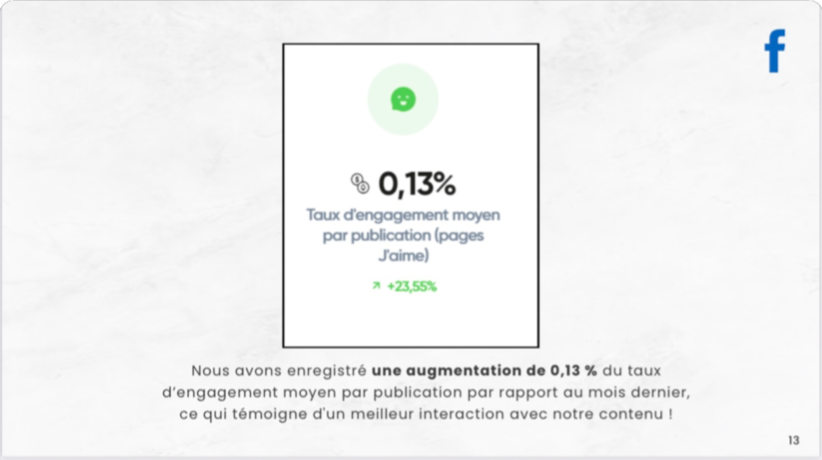 f
0,13%
Taux d'engagement moyen
par publication (pages
J'aime)
+23,55%
Nous avons enregistré une augmentation de 0,13 % du taux
d'engagement moyen par publication par rapport au mois dernier,
ce qui témoigne d'un meilleur interaction avec notre contenu !
13